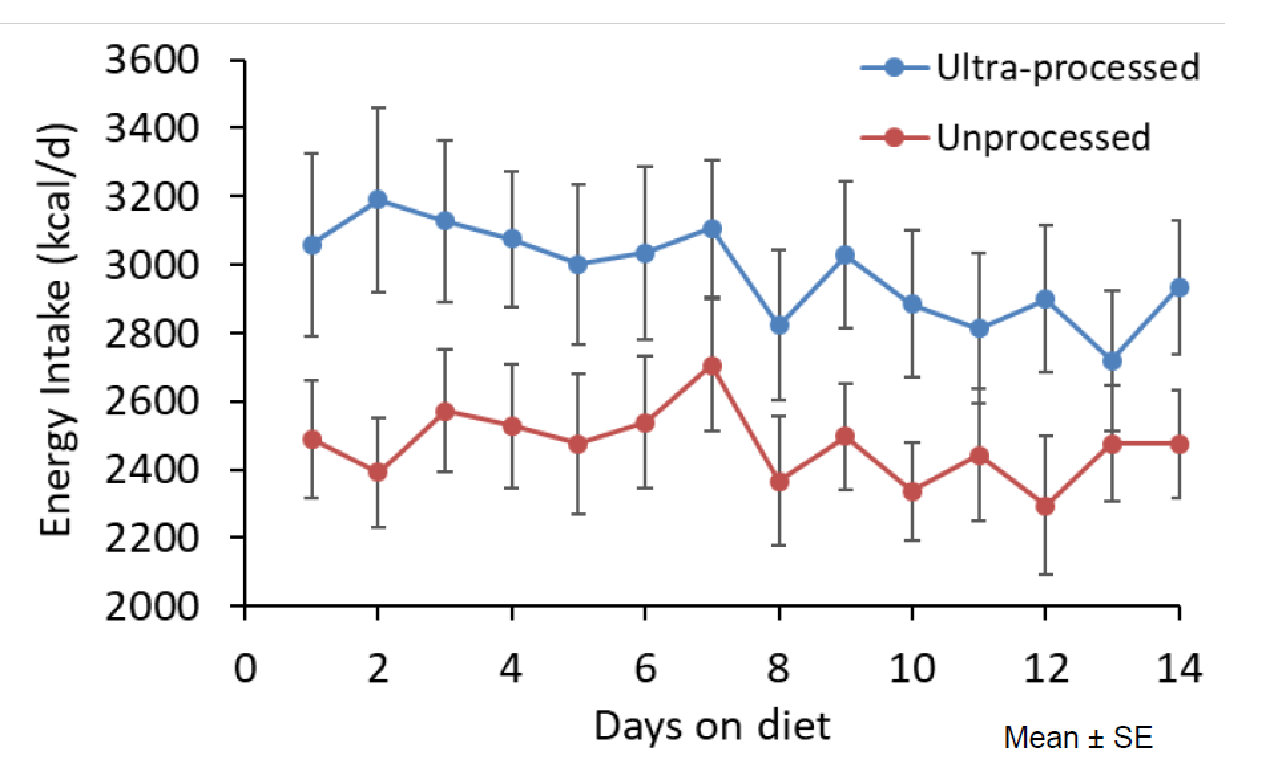 3600
3400
3200
3000
2800
2600
2400
2200
2000
Energy Intake (kcal/d)
Ultra-processed
Unprocessed
0 2 4 6 8 10 12 14
Days on diet
Mean ± SE